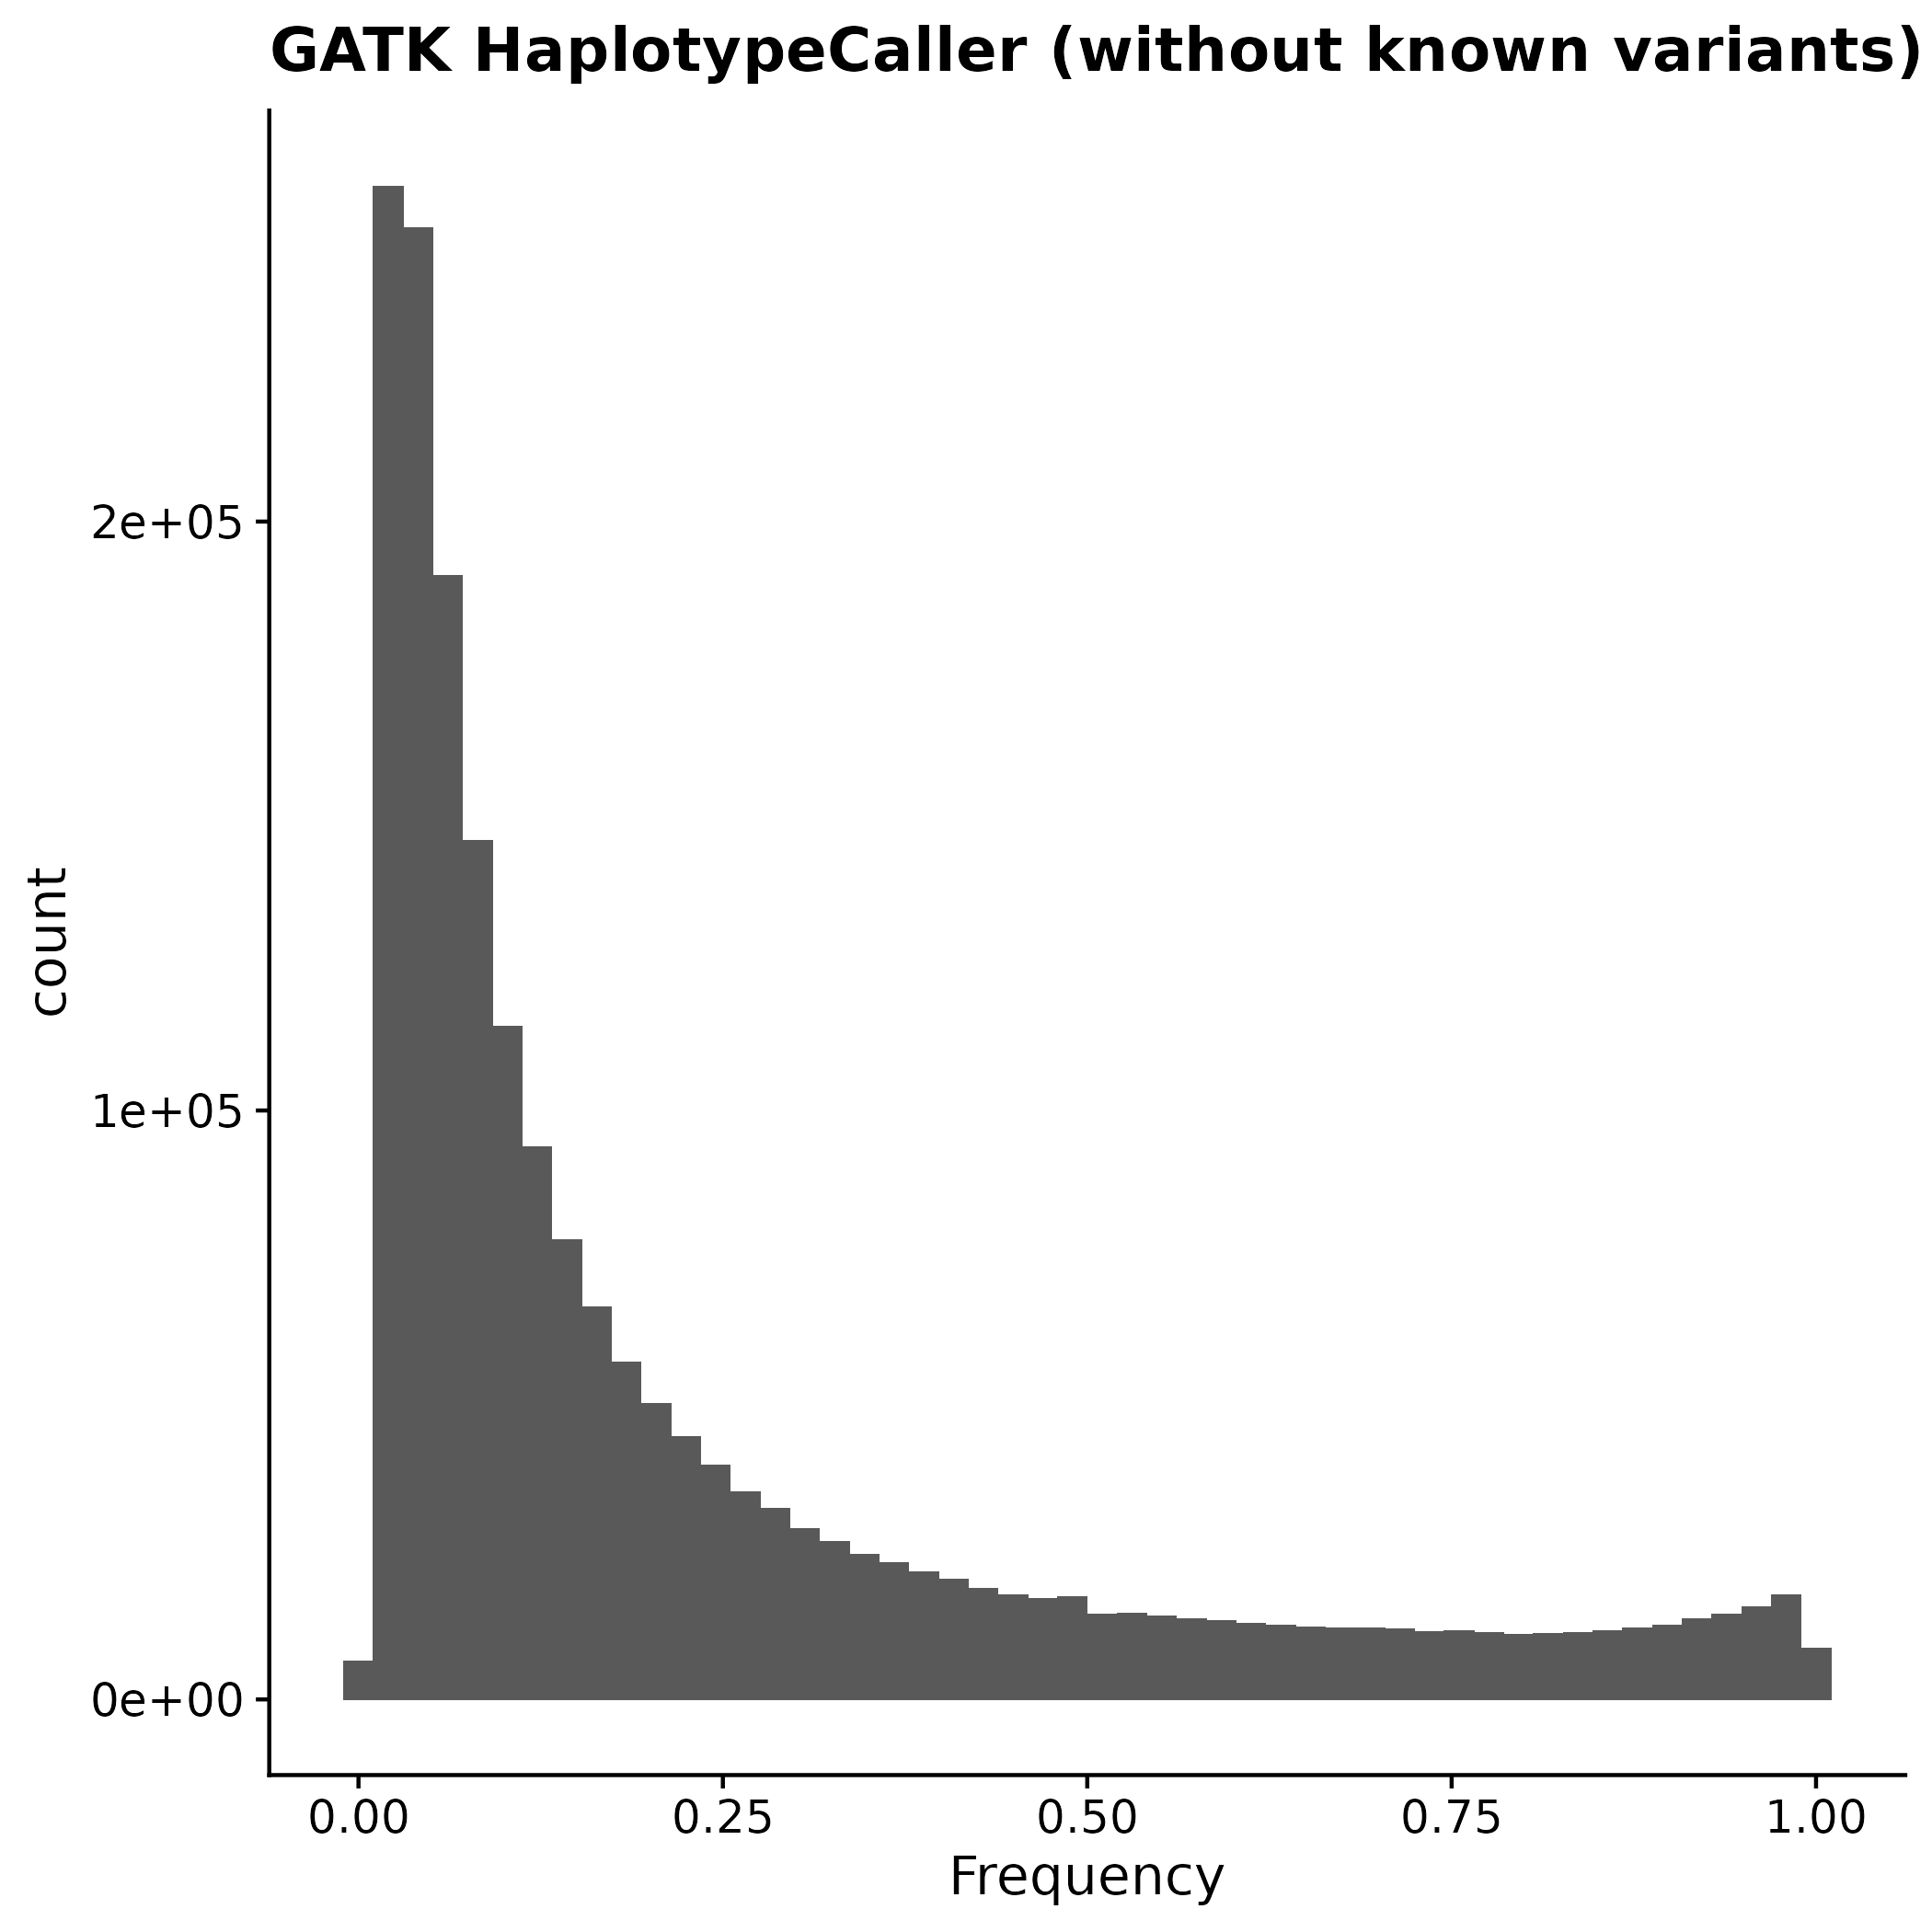 GATK HaplotypeCaller (without known variants)
count
2e+05
1e+05
0e+00
0.00 0.25 0.50 0.75 1.00
Frequency